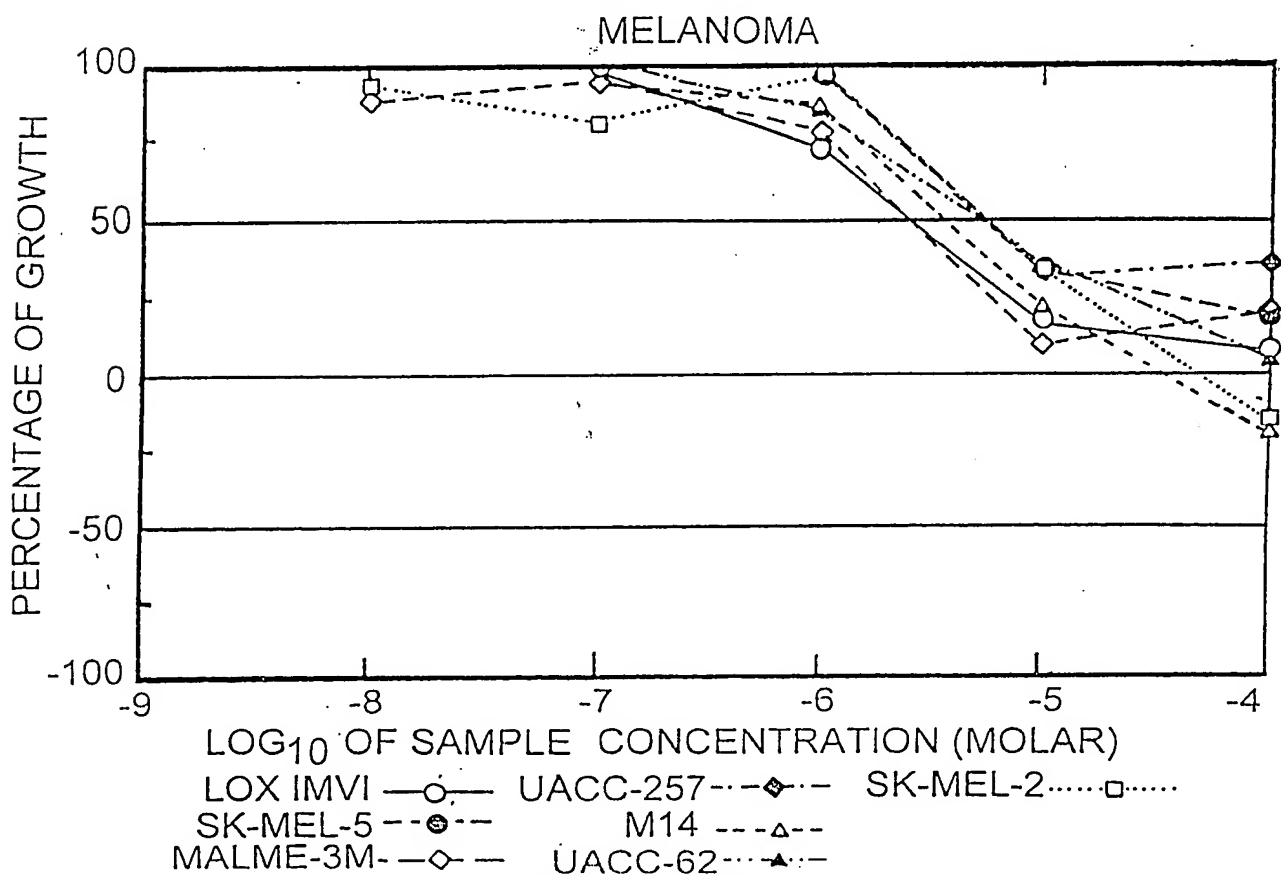 MELANOMA
PERCENTAGE OF GROWTH
100
50
0
-50
-100
-9 -8 -7 -6 -5 -4
LOG10 OF SAMPLE CONCENTRATION (MOLAR)
LOX IMVI UACC-257 SK-MEL-2
SK-MEL-5 M14
MALME-3M UACC-62